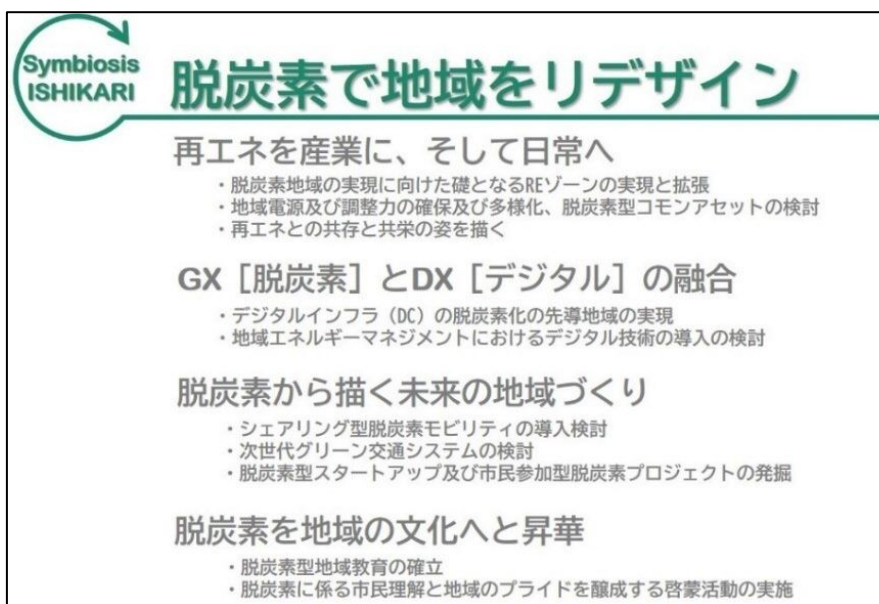 Symbiosis
ISHIKARI
脱炭素で地域をリデザイン
再エネを産業に、そして日常へ
・脱炭素地域の実現に向けた礎となるREゾーンの実現と拡張
・地域電源及び調整力の確保及び多様化、脱炭素型コモンアセットの検討
・再エネとの共存と共栄の姿を描く
GX［脱炭素］とDX［デジタル］の融合
・デジタルインフラ（DC）の脱炭素化の先導地域の実現
・地域エネルギーマネジメントにおけるデジタル技術の導入の検討
脱炭素から描く未来の地域づくり
・シェアリング型脱炭素モビリティの導入検討
・次世代グリーン交通システムの検討
・脱炭素型スタートアップ及び市民参加型脱炭素プロジェクトの発掘
脱炭素を地域の文化へと昇華
・脱炭素型地域教育の確立
・脱炭素に係る市民理解と地域のプライドを醸成する啓蒙活動の実施